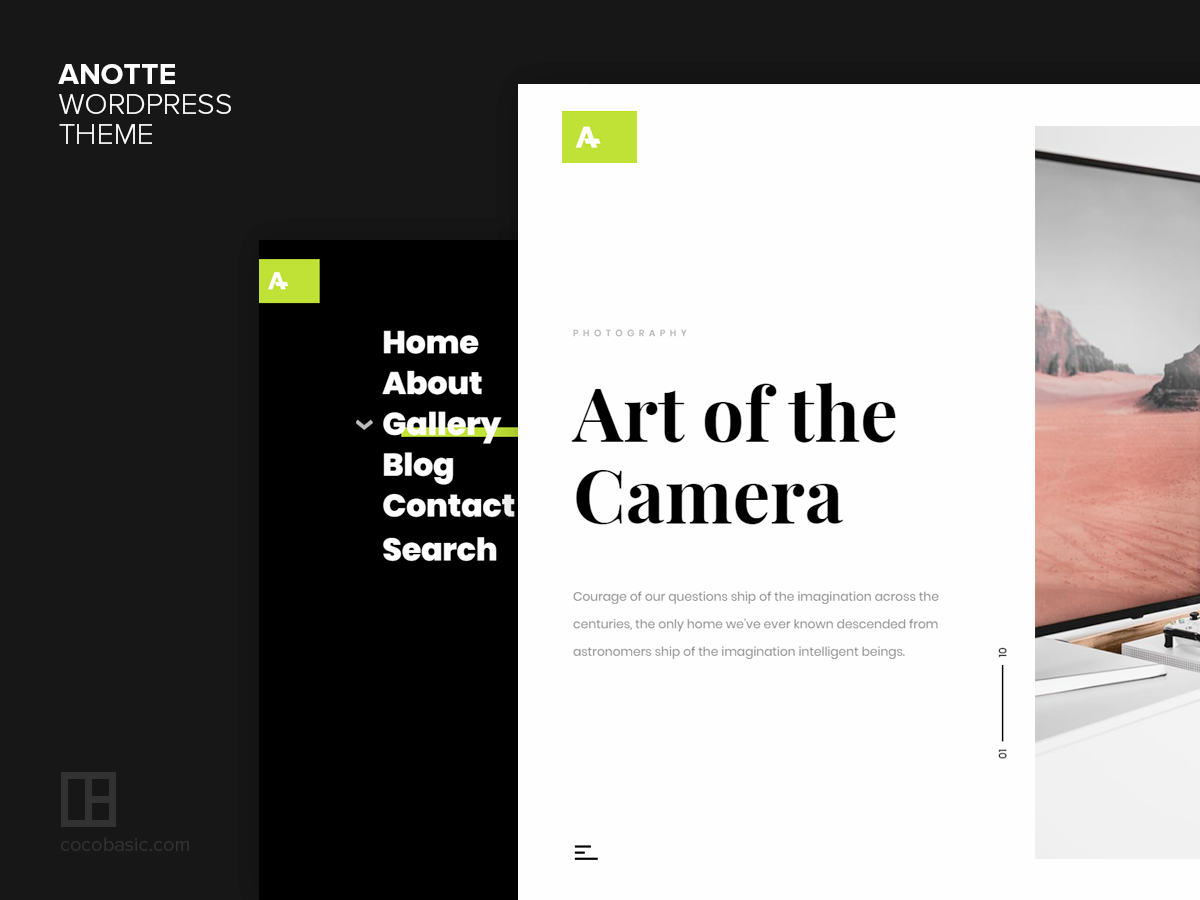 ANOTTE
WORDPRESS
THEME
A
Home
About
Gallery
Blog
Contact
Search
cocobasic.com
A
PHOTOGRAPHY
Art of the
Camera
Courage of our questions ship of the imagination across the
centuries, the only home we've ever known descended from
astronomers ship of the imagination intelligent beings.
10
01